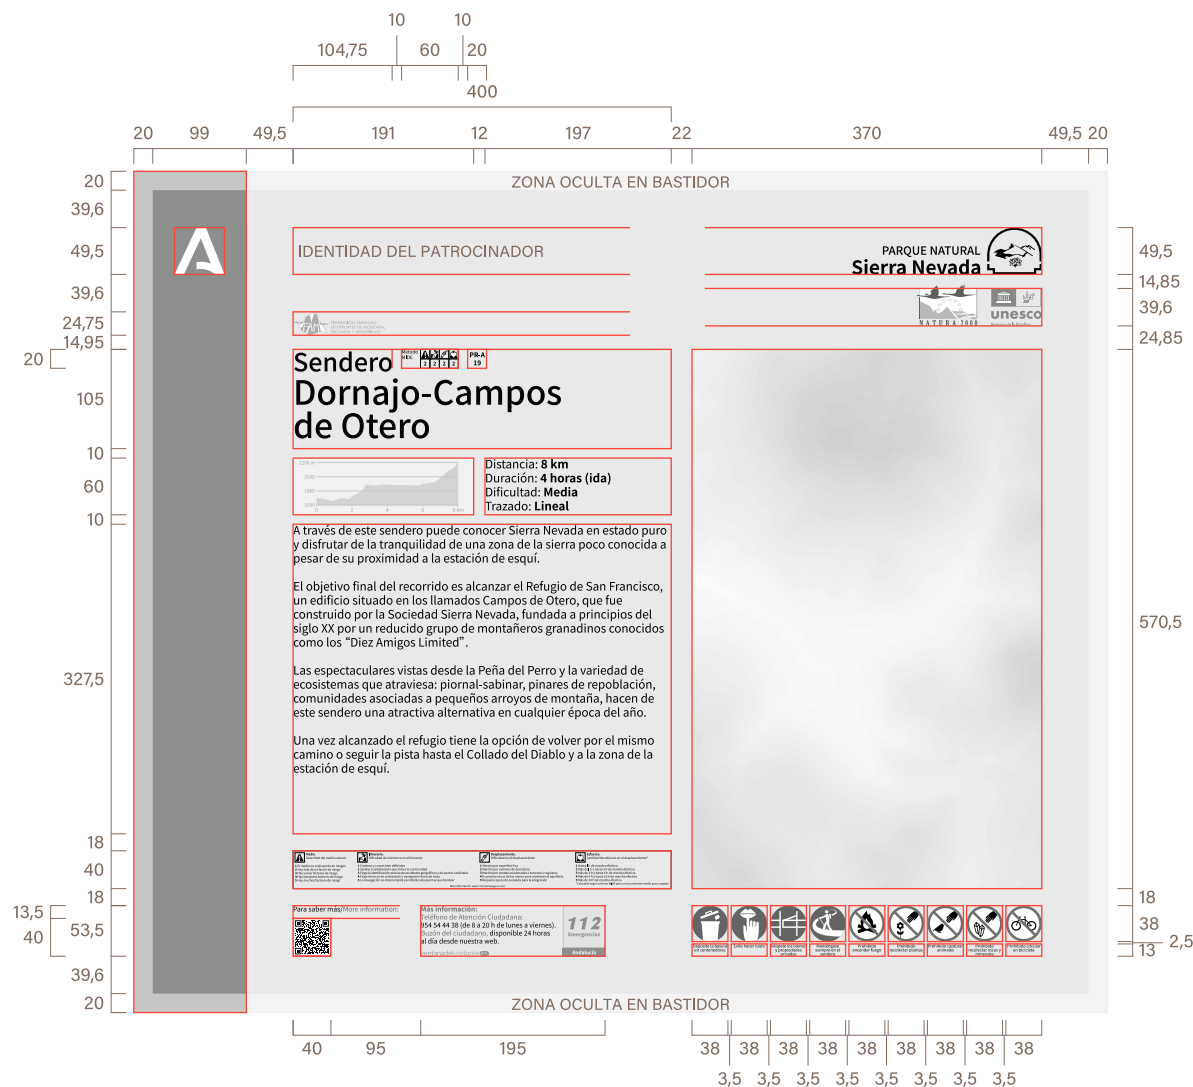 10
10
104,75
60
20
400
20
99
49,5
191
12
197
22
370
49,5
20
ZONA OCULTA EN BASTIDOR
20
39,6
49,5
39,6
24,75
14,95
20
105
10
60
10
327,5
18
40
18
13,5
40
53,5
39,6
20
IDENTIDAD DEL PATROCINADOR
PARQUE NATURAL
Sierra Nevada
NATURA 2000
unesco
Sendero
PR-A
19
2 2 2 2
Dornajo-Campos
de Otero
0 2 4 6 8 km
Distancia: 8 km
Duración: 4 horas (ida)
Dificultad: Media
Trazado: Lineal
A través de este sendero puede conocer Sierra Nevada en estado puro
y disfrutar de la tranquilidad de una zona de la sierra poco conocida a
pesar de su proximidad a la estación de esquí.
El objetivo final del recorrido es alcanzar el Refugio de San Francisco,
un edificio situado en los llamados Campos de Otero, que fue
construido por la Sociedad Sierra Nevada, fundada a principios del
siglo XX por un reducido grupo de montañeros granadinos conocidos
como los “Diez Amigos Limited”.
Las espectaculares vistas desde la Peña del Perro y la variedad de
ecosistemas que atraviesa: piornal-sabinar, pinares de repoblación,
comunidades asociadas a pequeños arroyos de montaña, hacen de
este sendero una atractiva alternativa en cualquier época del año.
Una vez alcanzado el refugio tiene la opción de volver por el mismo
camino o seguir la pista hasta el Collado del Diablo y a la zona de la
estación de esquí.
Para saber más/More information:
Más información:
Teléfono de Atención Ciudadana:
954 54 44 38 (de 8 a 20 h de lunes a viernes).
Buzón del ciudadano, disponible 24 horas
al día desde nuestra web.
ventanadelvisitante
112
Emergencias
Andalucía
49,5
14,85
39,6
24,85
570,5
18
38
2,5
13
ZONA OCULTA EN BASTIDOR
40
95
195
38
38
38
38
38
38
38
38
38
3,5
3,5
3,5
3,5
3,5
3,5
3,5
3,5